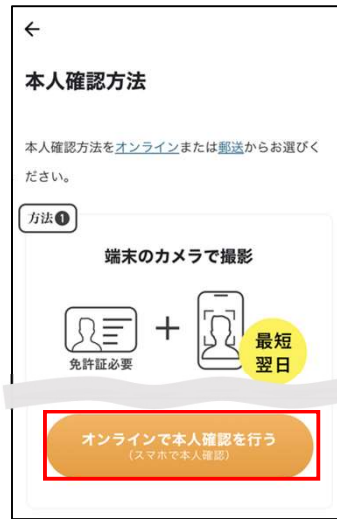 ←
本人確認方法
本人確認方法をオンラインまたは郵送からお選びく
ださい。
方法❶
端末のカメラで撮影
+
最短
翌日
免許証必要
オンラインで本人確認を行う
(スマホで本人確認)